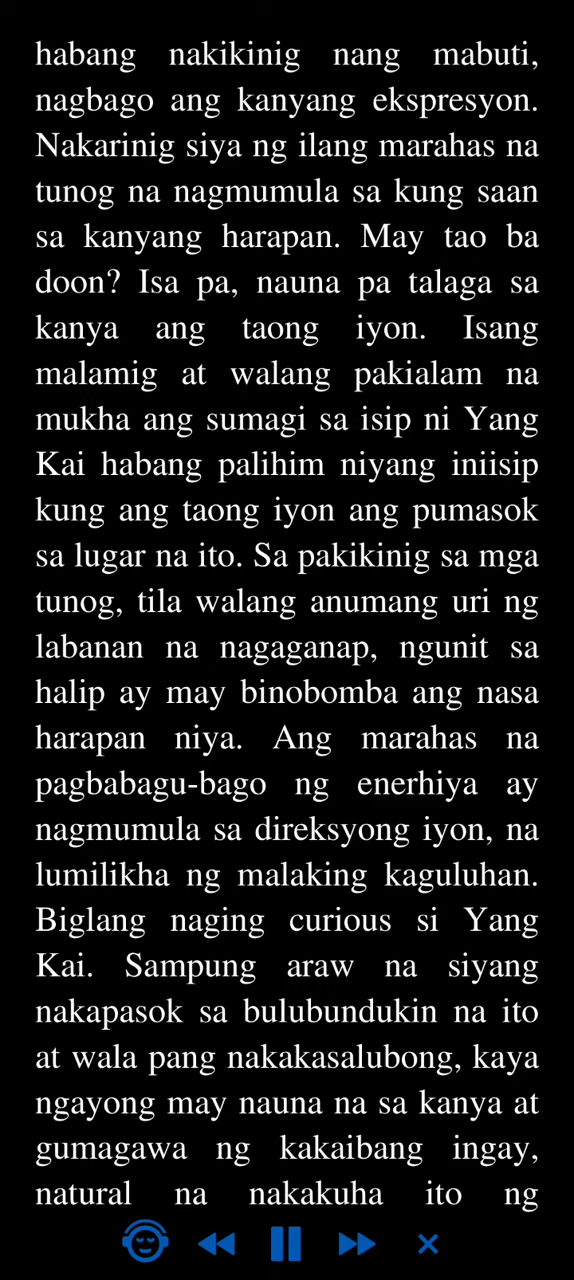 habang nakikinig nang mabuti,
nagbago ang kanyang ekspresyon.
Nakarinig siya ng ilang marahas na
tunog na nagmumula sa kung saan
sa kanyang harapan. May tao ba
doon? Isa pa, nauna pa talaga sa
kanya ang taong iyon. Isang
malamig at walang pakialam na
mukha ang sumagi sa isip ni Yang
Kai habang palihim niyang iniisip
kung ang taong iyon ang pumasok
sa lugar na ito. Sa pakikinig sa mga
tunog, tila walang anumang uri ng
labanan na nagaganap, ngunit sa
halip ay may binobomba ang nasa
harapan niya. Ang marahas na
pagbabagu-bago ng enerhiya ay
nagmumula sa direksyong iyon, na
lumilikha ng malaking kaguluhan.
Biglang naging curious si Yang
Kai. Sampung araw na siyang
nakapasok sa bulubundukin na ito
at wala pang nakakasalubong, kaya
ngayong may nauna na sa kanya at
gumagawa ng kakaibang ingay,
natural na nakakuha ito ng